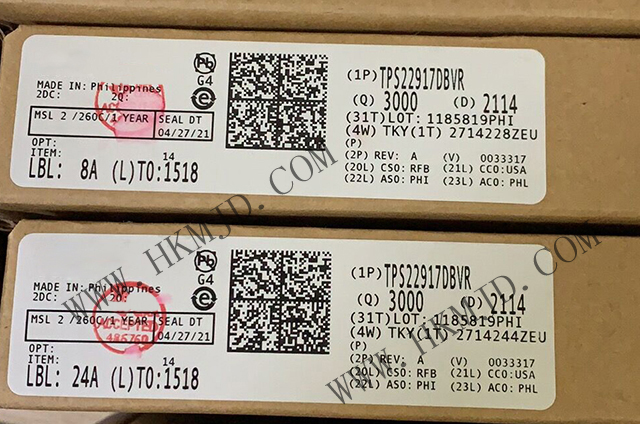 MADE IN: Philippines
2DC: 2Q:
MSL 2 /260C/1 YEAR SEAL DT
04/27/21
OPT:
ITEM: 14
LBL: 8A (L)TO:1518
Pb
G4
e
(1P)TPS22917DBVR
(Q) 3000 (D) 2114
(31T)LOT: 1185819PHI
(4W) TKY(1T) 2714228ZEU
(P)
(2P) REV: A (V) 0033317
(20L) CSO: RFB (21L) CCO:USA
(22L) ASO: PHI (23L) ACO: PHL
WWW.HKMJD.COM
MADE IN: Philippines
2DC: 2Q:
MSL 2 /260C/1 YEAR SEAL DT
04/27/21
ACCEPTED
OPT:
ITEM: 14
LBL: 24A (L)TO:1518
Pb
G4
e
(1P)TPS22917DBVR
(Q) 3000 (D) 2114
(31T)LOT: 1185819PHI
(4W) TKY(1T) 2714244ZEU
(P)
(2P) REV: A (V) 0033317
(20L) CSO: RFB (21L) CCO:USA
(22L) ASO: PHI (23L) ACO: PHL
WWW.HKMJD.COM